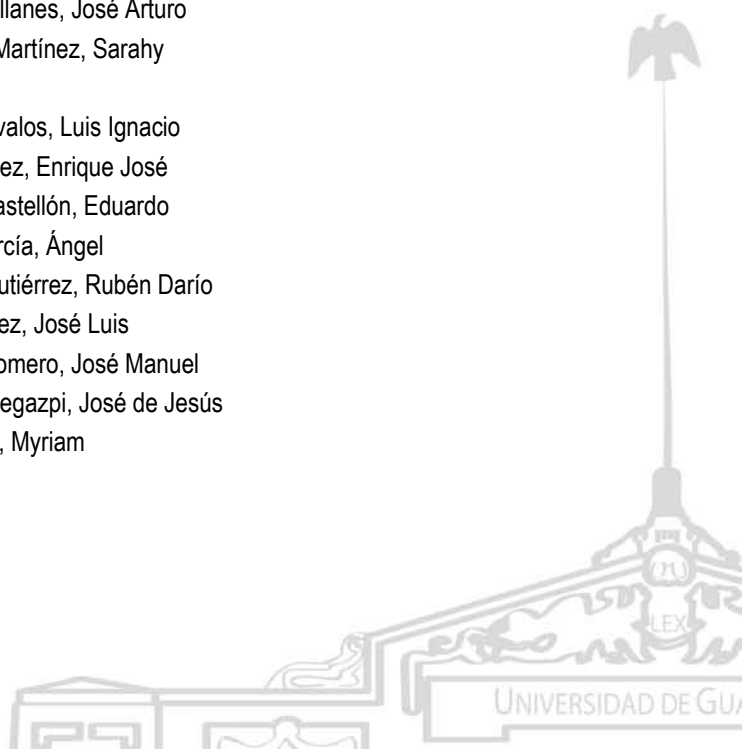 llanes, José Arturo
Martínez, Sarahy
valos, Luis Ignacio
ez, Enrique José
astellón, Eduardo
rcía, Ángel
utiérrez, Rubén Darío
ez, José Luis
omero, José Manuel
egazpi, José de Jesús
, Myriam
LEX
UNIVERSIDAD DE GUA